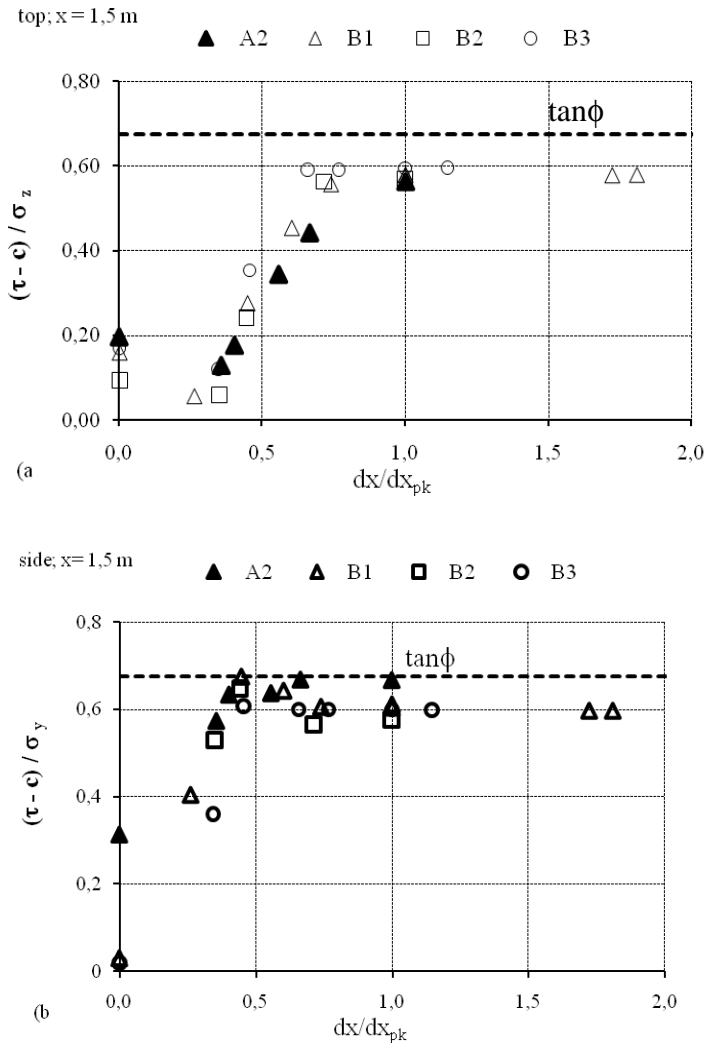 top; x = 1,5 m
▲ A2 △ B1 □ B2 ○ B3
0,80
tanϕ
0,60
(τ - c) / σz
0,40
0,20
0,00
0,0 0,5 1,0 1,5 2,0
(a
dx/dxpk
side; x= 1,5 m
▲ A2 △ B1 □ B2 ○ B3
0,8
tanϕ
0,6
(τ - c) / σy
0,4
0,2
0
0,0 0,5 1,0 1,5 2,0
(b
dx/dxpk